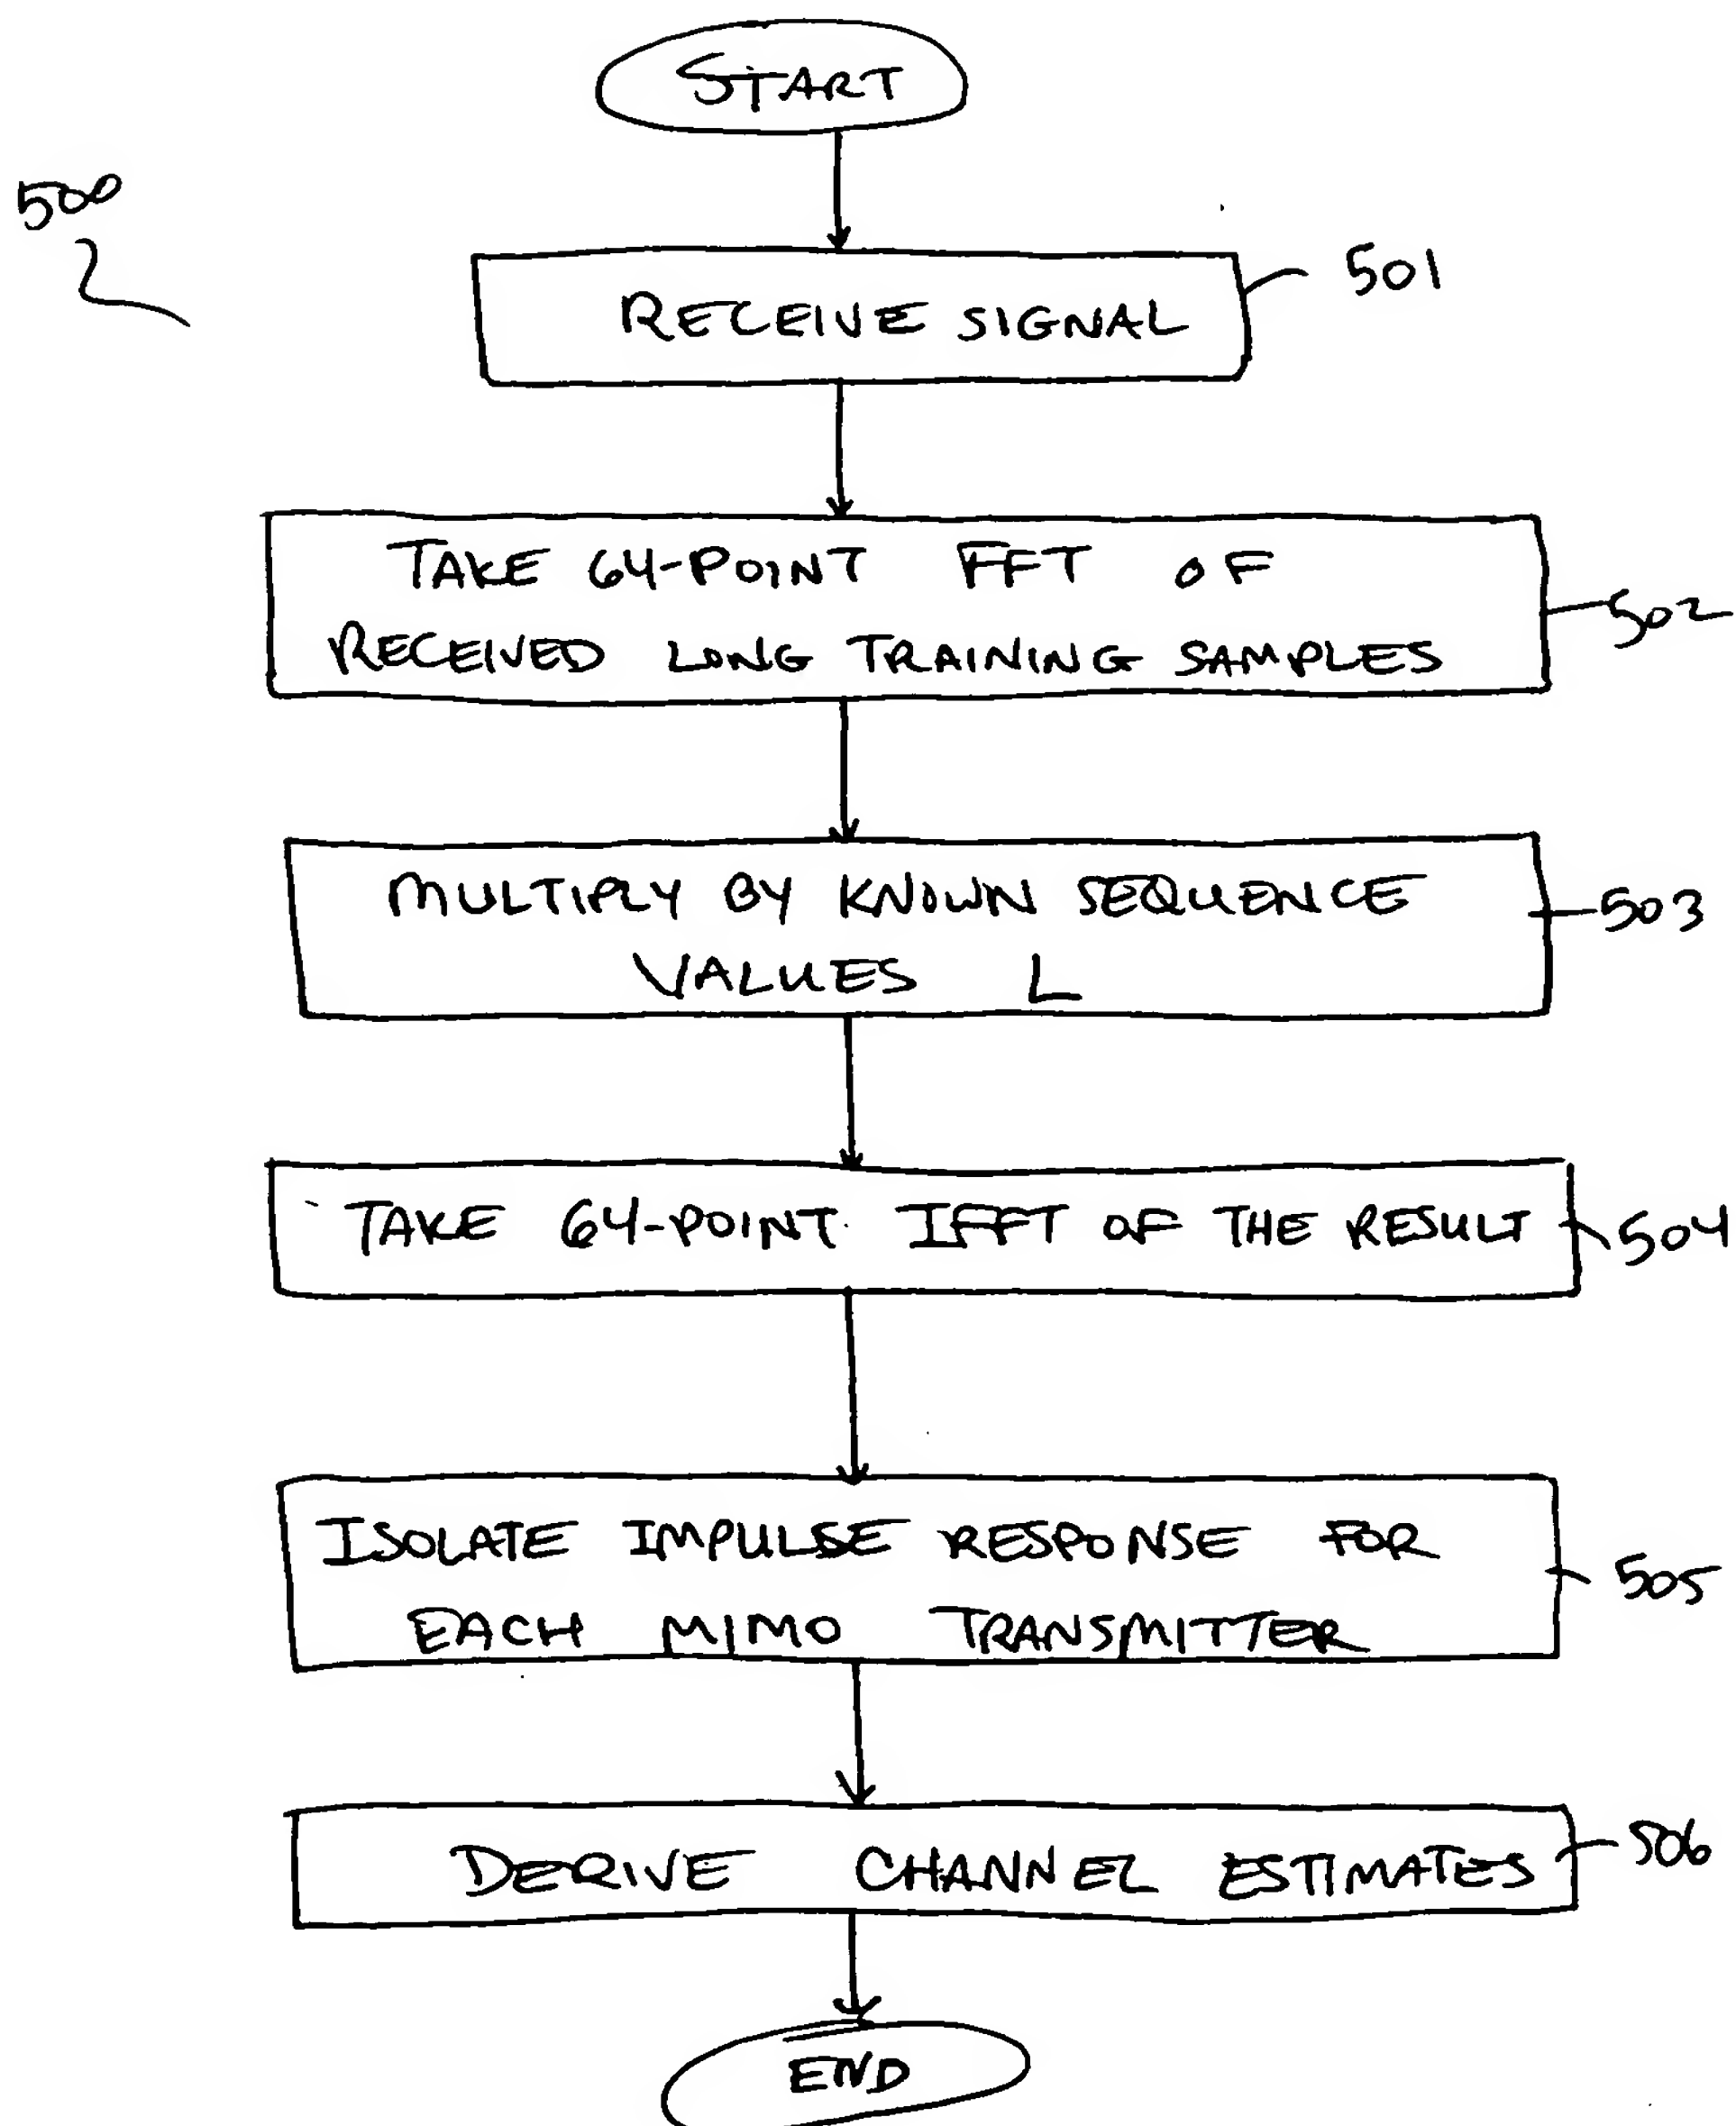 START
500
RECEIVE SIGNAL
501
TAKE 64-POINT FFT OF
RECEIVED LONG TRAINING SAMPLES
502
MULTIPLY BY KNOWN SEQUENCE
VALUES L
503
TAKE 64-POINT IFFT OF THE RESULT
504
ISOLATE IMPULSE RESPONSE FOR
EACH MIMO TRANSMITTER
505
DERIVE CHANNEL ESTIMATES
506
END